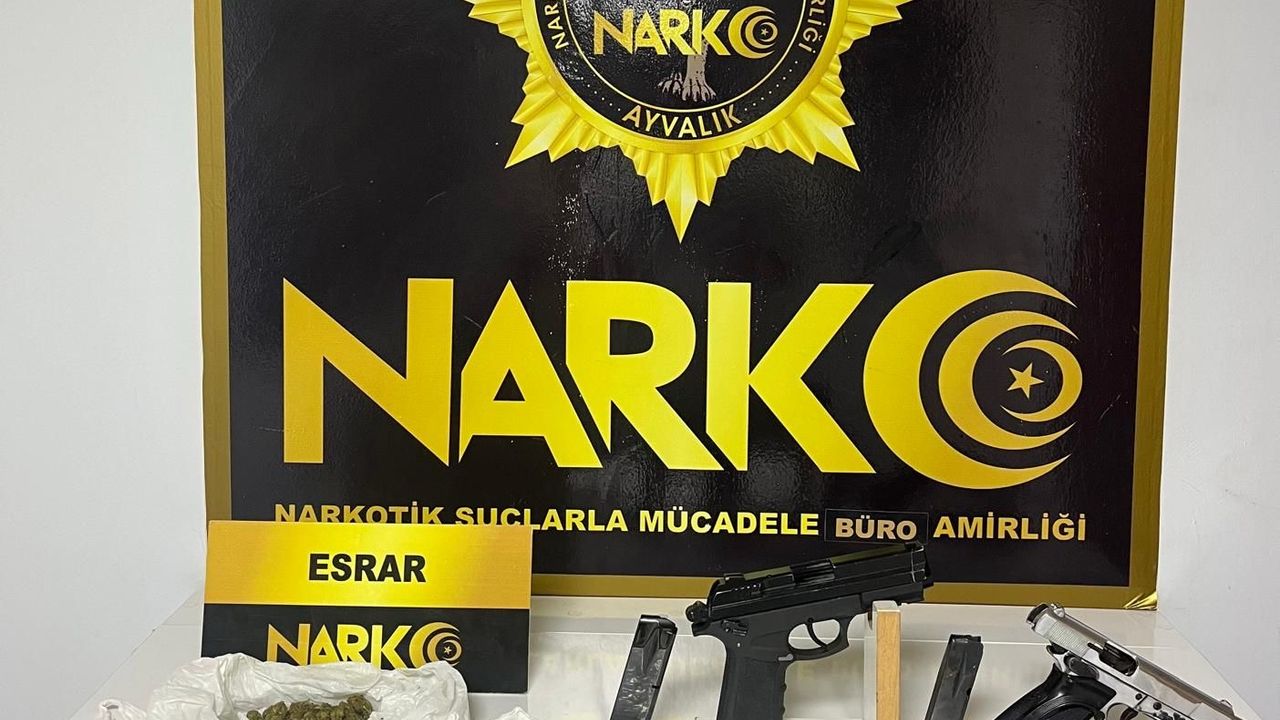 NARKO
AYVALIK
NARKO
NARKOTİK SUÇLARLA MÜCADELE BÜRO AMİRLİĞİ
ESRAR
NARKO